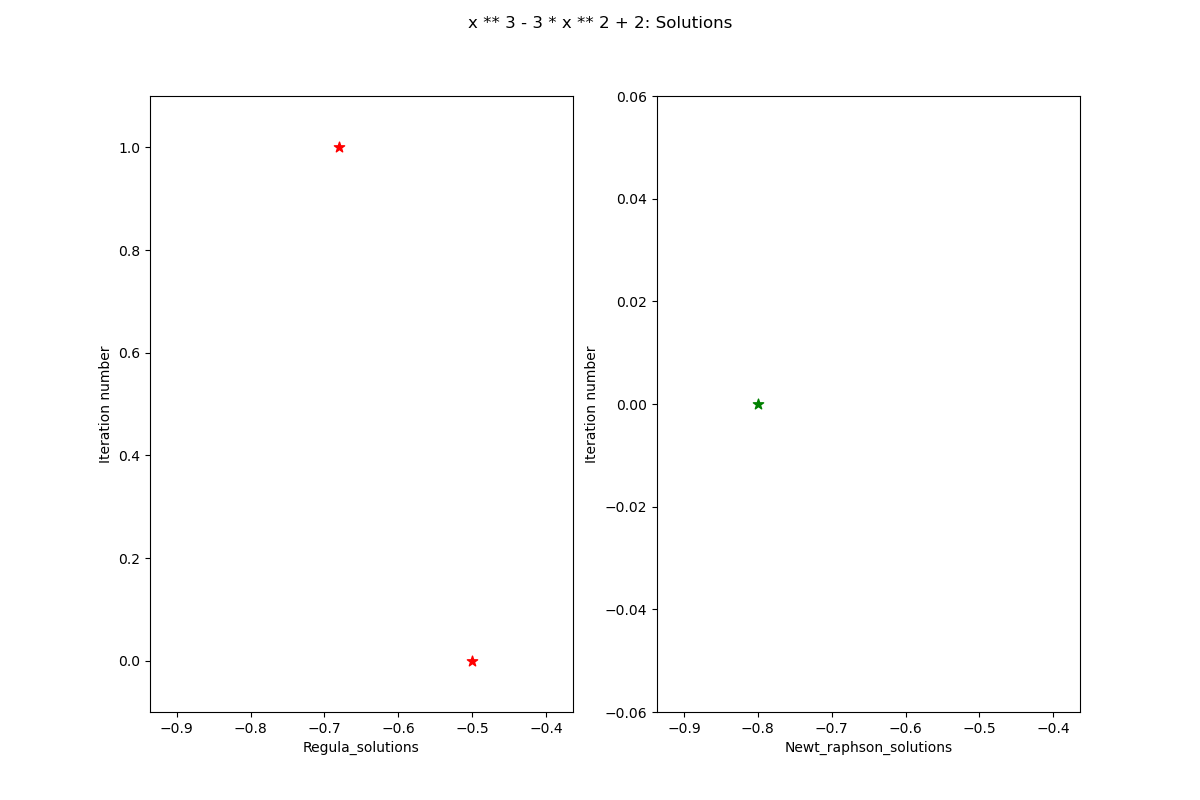 x ** 3 - 3 * x ** 2 + 2: Solutions
Iteration number
1.0
0.8
0.6
0.4
0.2
0.0
−0.9 −0.8 −0.7 −0.6 −0.5 −0.4
Regula_solutions
Iteration number
0.06
0.04
0.02
0.00
−0.02
−0.04
−0.06
−0.9 −0.8 −0.7 −0.6 −0.5 −0.4
Newt_raphson_solutions